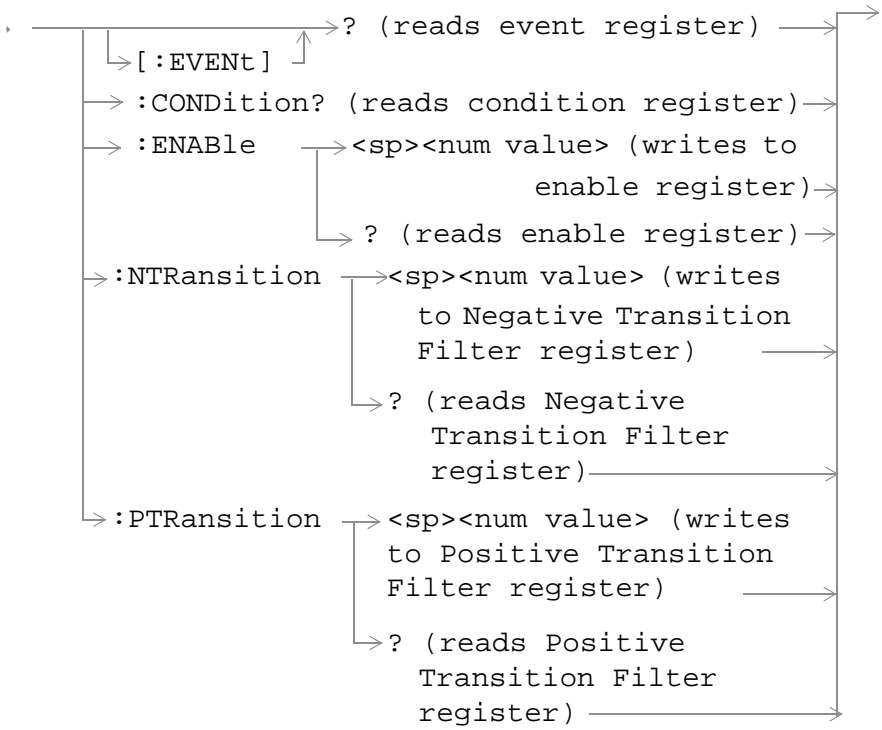 ? (reads event register)
[:EVENt]
:CONDition? (reads condition register)
:ENABle <sp><num value> (writes to
enable register)
? (reads enable register)
:NTRansition <sp><num value> (writes
to Negative Transition
Filter register)
? (reads Negative
Transition Filter
register)
:PTRansition <sp><num value> (writes
to Positive Transition
Filter register)
? (reads Positive
Transition Filter
register)